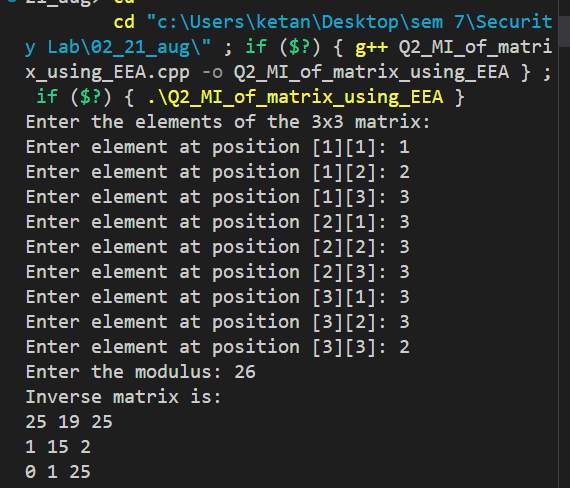 cd "c:\Users\ketan\Desktop\sem 7\Securit
y Lab\02_21_aug\" ; if ($?) { g++ Q2_MI_of_matri
x_using_EEA.cpp -o Q2_MI_of_matrix_using_EEA } ;
if ($?) { .\Q2_MI_of_matrix_using_EEA }
Enter the elements of the 3x3 matrix:
Enter element at position [1][1]: 1
Enter element at position [1][2]: 2
Enter element at position [1][3]: 3
Enter element at position [2][1]: 3
Enter element at position [2][2]: 3
Enter element at position [2][3]: 3
Enter element at position [3][1]: 3
Enter element at position [3][2]: 3
Enter element at position [3][3]: 2
Enter the modulus: 26
Inverse matrix is:
25 19 25
1 15 2
0 1 25